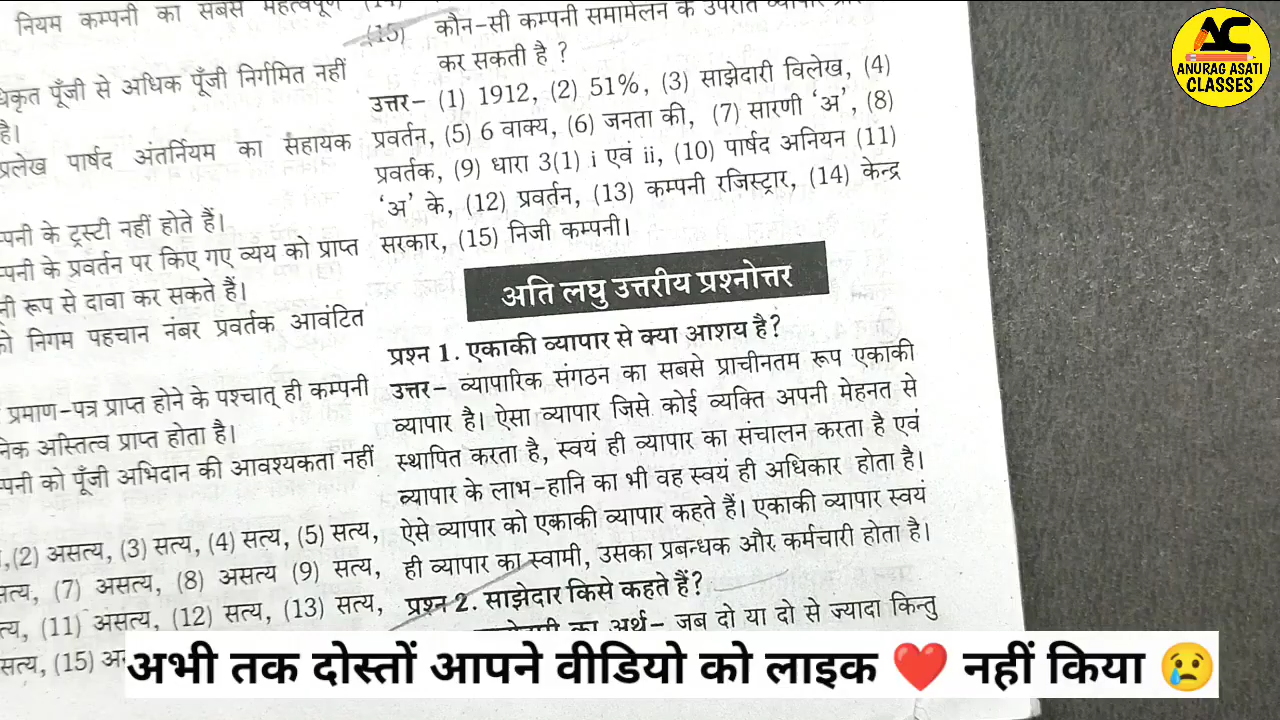 नियम कम्पनी का सबसे महत्वपूर्ण
धिकृत पूँजी से अधिक पूँजी निर्गमित नहीं
है।
प्रलेख पार्षद अंतर्नियम का सहायक
म्पनी के ट्रस्टी नहीं होते हैं।
म्पनी के प्रवर्तन पर किए गए व्यय को प्राप्त
नी रूप से दावा कर सकते हैं।
को निगम पहचान नंबर प्रवर्तक आवंटित
प्रमाण-पत्र प्राप्त होने के पश्चात् ही कम्पनी
निक अस्तित्व प्राप्त होता है।
म्पनी को पूँजी अभिदान की आवश्यकता नहीं
,(2) असत्य, (3) सत्य, (4) सत्य, (5) सत्य,
सत्य, (7) असत्य, (8) असत्य (9) सत्य,
त्य, (11) असत्य, (12) सत्य, (13) सत्य,
सत्य, (15)
(15) कौन-सी कम्पनी समामेलन के उपरांत व्यापार
कर सकती है ?
उत्तर- (1) 1912, (2) 51%, (3) साझेदारी विलेख, (4)
प्रवर्तन, (5) 6 वाक्य, (6) जनता की, (7) सारणी 'अ', (8)
प्रवर्तक, (9) धारा 3(1) i एवं ii, (10) पार्षद अनियन (11)
'अ' के, (12) प्रवर्तन, (13) कम्पनी रजिस्ट्रार, (14) केन्द्र
सरकार, (15) निजी कम्पनी।
अति लघु उत्तरीय प्रश्नोत्तर
प्रश्न 1. एकाकी व्यापार से क्या आशय है?
उत्तर- व्यापारिक संगठन का सबसे प्राचीनतम रूप एकाकी
व्यापार है। ऐसा व्यापार जिसे कोई व्यक्ति अपनी मेहनत से
स्थापित करता है, स्वयं ही व्यापार का संचालन करता है एवं
व्यापार के लाभ-हानि का भी वह स्वयं ही अधिकार होता है।
ऐसे व्यापार को एकाकी व्यापार कहते हैं। एकाकी व्यापार स्वयं
ही व्यापार का स्वामी, उसका प्रबन्धक और कर्मचारी होता है।
प्रश्न 2. साझेदार किसे कहते हैं?
का अर्थ- जब दो या दो से ज्यादा किन्तु
AC
ANURAG ASATI
CLASSES
अभी तक दोस्तों आपने वीडियो को लाइक ❤️ नहीं किया 😢